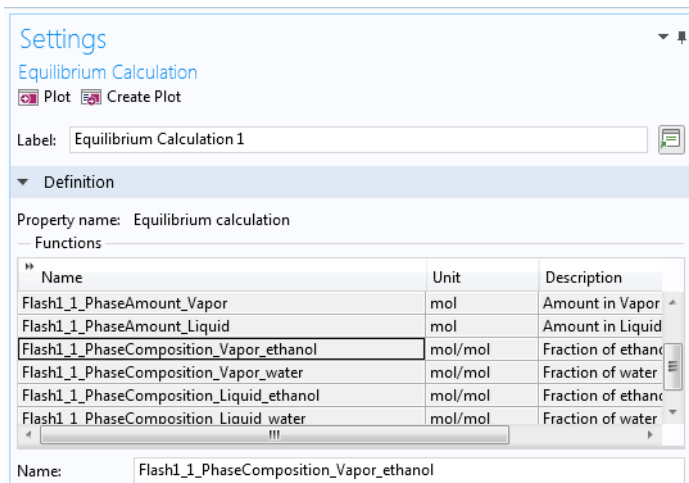 Settings
Equilibrium Calculation
Plot Create Plot
Label: Equilibrium Calculation 1
Definition
Property name: Equilibrium calculation
Functions
Name Unit Description
Flash1_1_PhaseAmount_Vapor mol Amount in Vapor
Flash1_1_PhaseAmount_Liquid mol Amount in Liquid
Flash1_1_PhaseComposition_Vapor_ethanol mol/mol Fraction of ethano
Flash1_1_PhaseComposition_Vapor_water mol/mol Fraction of water
Flash1_1_PhaseComposition_Liquid_ethanol mol/mol Fraction of ethano
Flash1_1_PhaseComposition_Liquid_water mol/mol Fraction of water
Name: Flash1_1_PhaseComposition_Vapor_ethanol